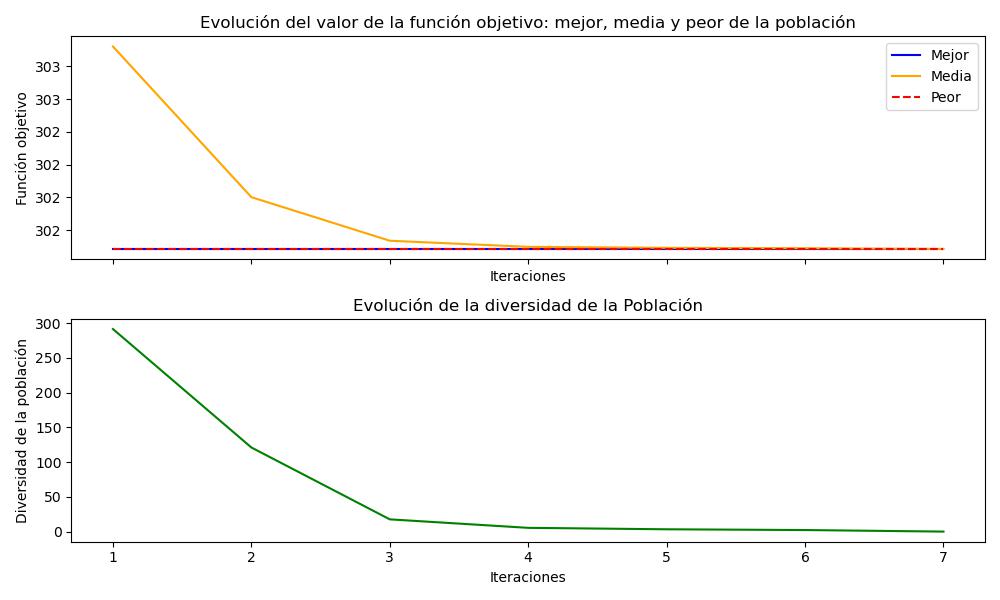 Evolución del valor de la función objetivo: mejor, media y peor de la población
Función objetivo
303
303
302
302
302
302
Mejor
Media
Peor
Iteraciones
Evolución de la diversidad de la Población
Diversidad de la población
300
250
200
150
100
50
0
1 2 3 4 5 6 7
Iteraciones